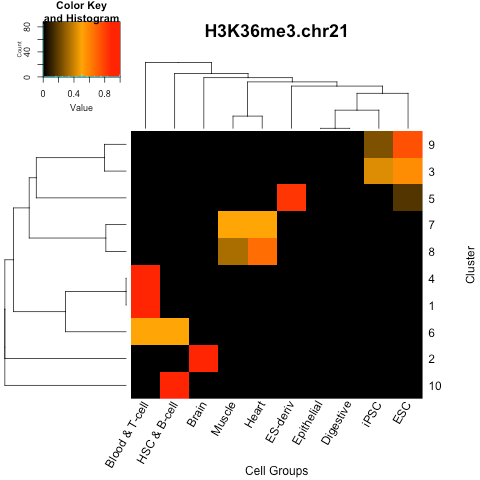 Color Key
and Histogram
Count
0 40 80
0 0.4 0.8
Value
H3K36me3.chr21
9
3
5
7
8
4
1
6
2
10
Cluster
Blood & T-cell
HSC & B-cell
Brain
Muscle
Heart
ES-deriv
Epithelial
Digestive
iPSC
ESC
Cell Groups